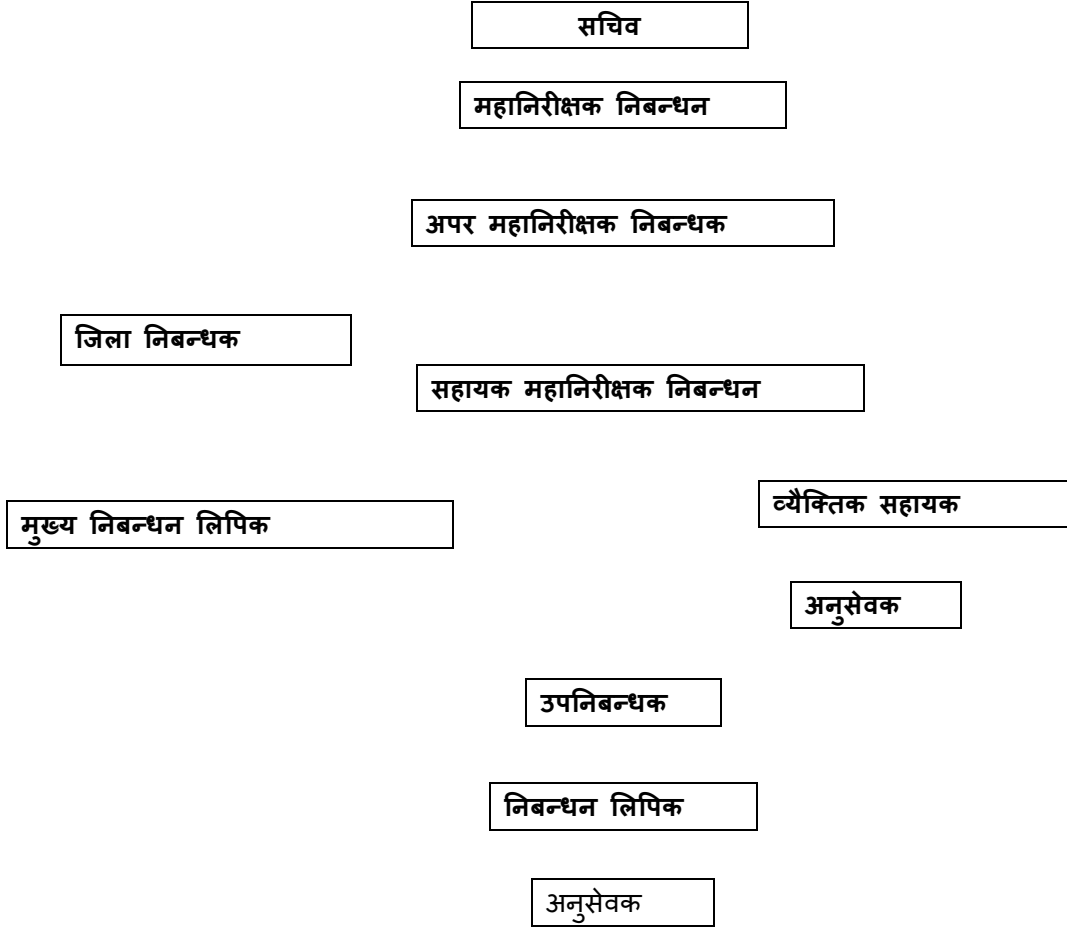 सचिव
महानिरीक्षक निबन्धन
अपर महानिरीक्षक निबन्धक
जिला निबन्धक
सहायक महानिरीक्षक निबन्धन
व्यैक्तिक सहायक
मुख्य निबन्धन लिपिक
अनुसेवक
उपनिबन्धक
निबन्धन लिपिक
अनुसेवक